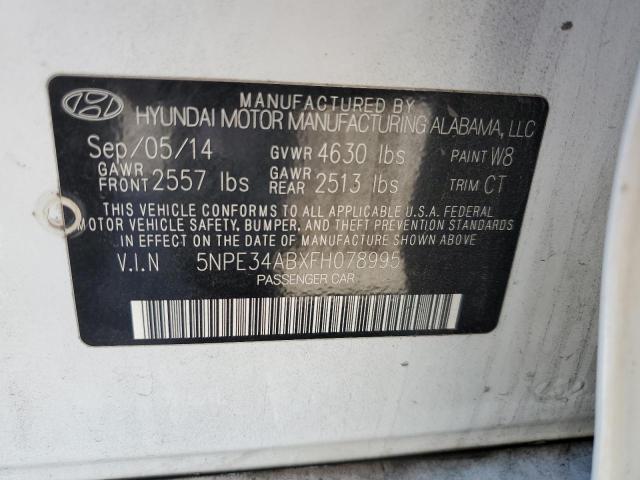 MANUFACTURED BY
HYUNDAI MOTOR MANUFACTURING ALABAMA, LLC
Sep/05/14 GVWR 4630 lbs PAINT W8
GAWR FRONT 2557 lbs GAWR REAR 2513 lbs TRIM CT
THIS VEHICLE CONFORMS TO ALL APPLICABLE U.S.A. FEDERAL
MOTOR VEHICLE SAFETY, BUMPER, AND THEFT PREVENTION STANDARDS
IN EFFECT ON THE DATE OF MANUFACTURE SHOWN ABOVE.
V.I.N 5NPE34ABXFH078995
PASSENGER CAR